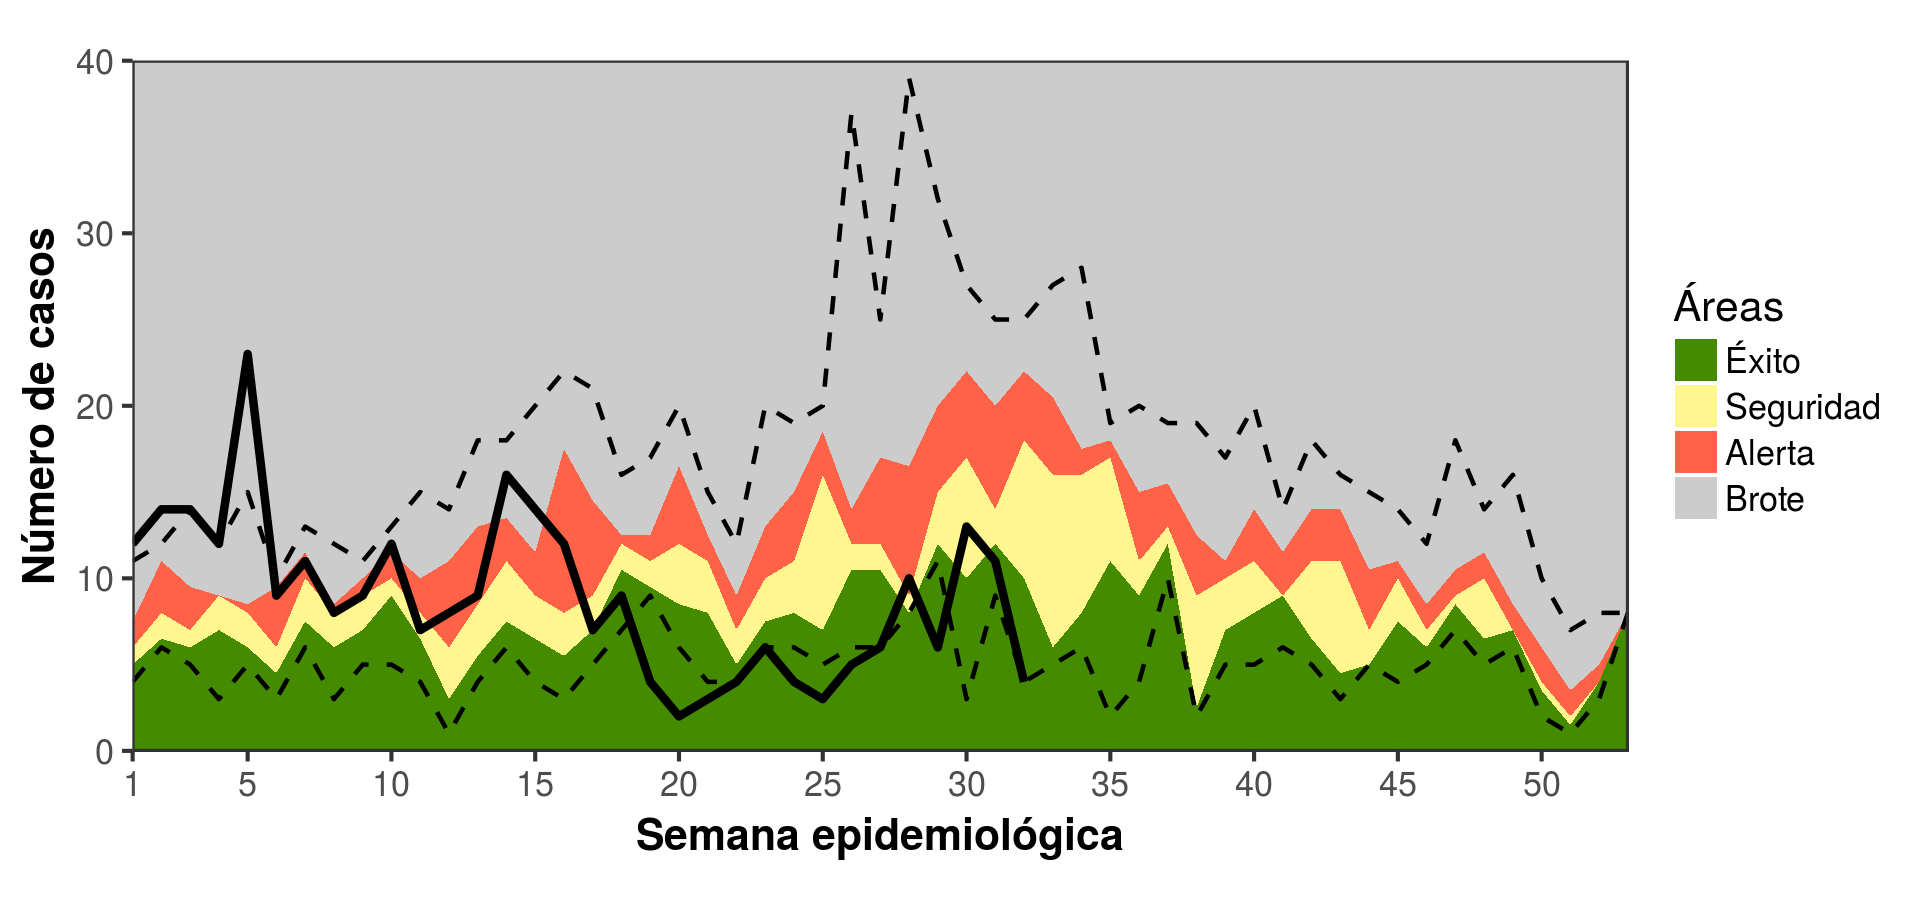 Número de casos
40
30
20
10
0
1 5 10 15 20 25 30 35 40 45 50
Semana epidemiológica
Áreas
Éxito
Seguridad
Alerta
Brote